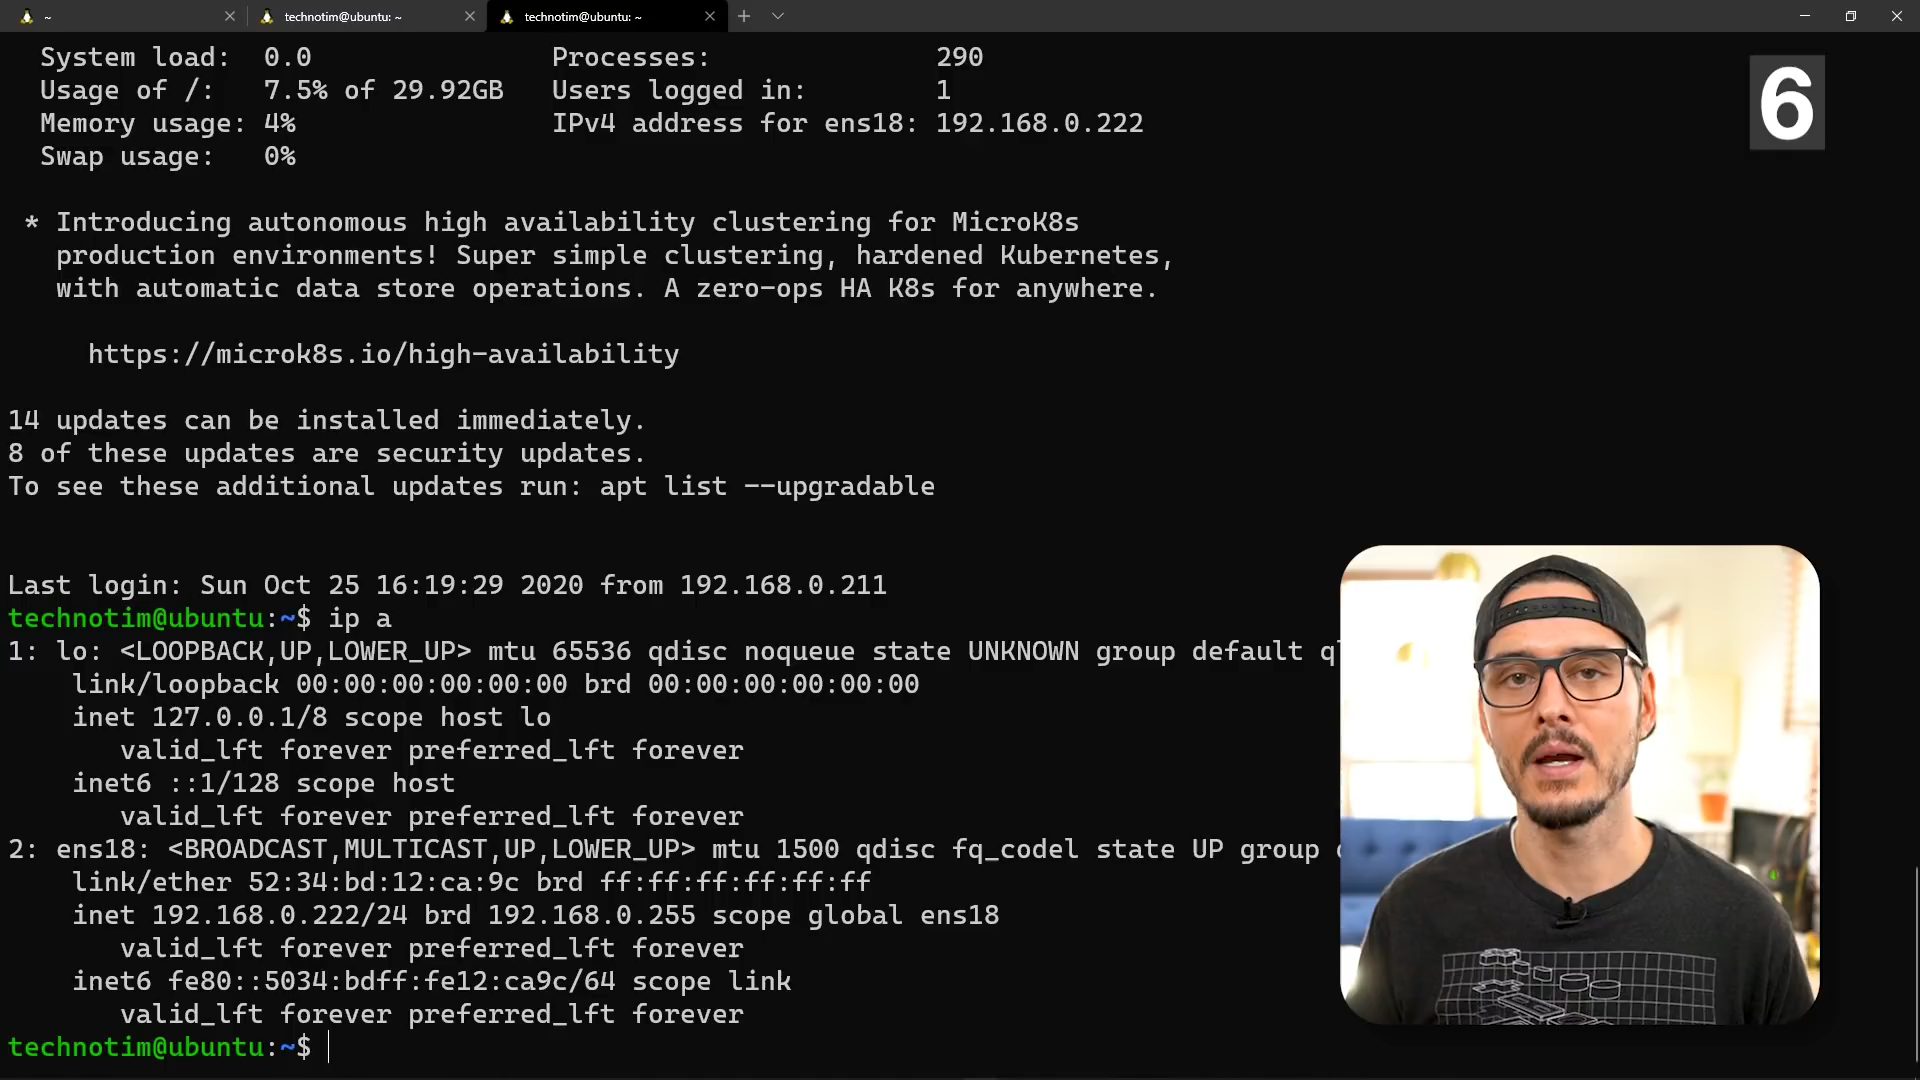 ~
technotim@ubuntu: ~
technotim@ubuntu: ~
System load: 0.0 Processes: 290
Usage of /: 7.5% of 29.92GB Users logged in: 1
Memory usage: 4% IPv4 address for ens18: 192.168.0.222
Swap usage: 0%
6
* Introducing autonomous high availability clustering for MicroK8s
production environments! Super simple clustering, hardened Kubernetes,
with automatic data store operations. A zero-ops HA K8s for anywhere.
https://microk8s.io/high-availability
14 updates can be installed immediately.
8 of these updates are security updates.
To see these additional updates run: apt list --upgradable
Last login: Sun Oct 25 16:19:29 2020 from 192.168.0.211
technotim@ubuntu:~$ ip a
1: lo: <LOOPBACK,UP,LOWER_UP> mtu 65536 qdisc noqueue state UNKNOWN group default
link/loopback 00:00:00:00:00:00 brd 00:00:00:00:00:00
inet 127.0.0.1/8 scope host lo
valid_lft forever preferred_lft forever
inet6 ::1/128 scope host
valid_lft forever preferred_lft forever
2: ens18: <BROADCAST,MULTICAST,UP,LOWER_UP> mtu 1500 qdisc fq_codel state UP group
link/ether 52:34:bd:12:ca:9c brd ff:ff:ff:ff:ff:ff
inet 192.168.0.222/24 brd 192.168.0.255 scope global ens18
valid_lft forever preferred_lft forever
inet6 fe80::5034:bdff:fe12:ca9c/64 scope link
valid_lft forever preferred_lft forever
technotim@ubuntu:~$